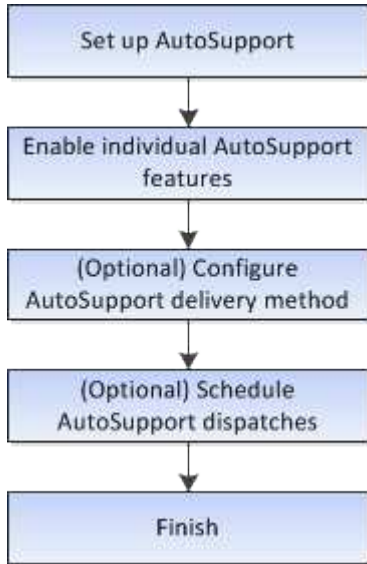 Set up AutoSupport
Enable individual AutoSupport
features
(Optional) Configure
AutoSupport delivery method
(Optional) Schedule
AutoSupport dispatches
Finish